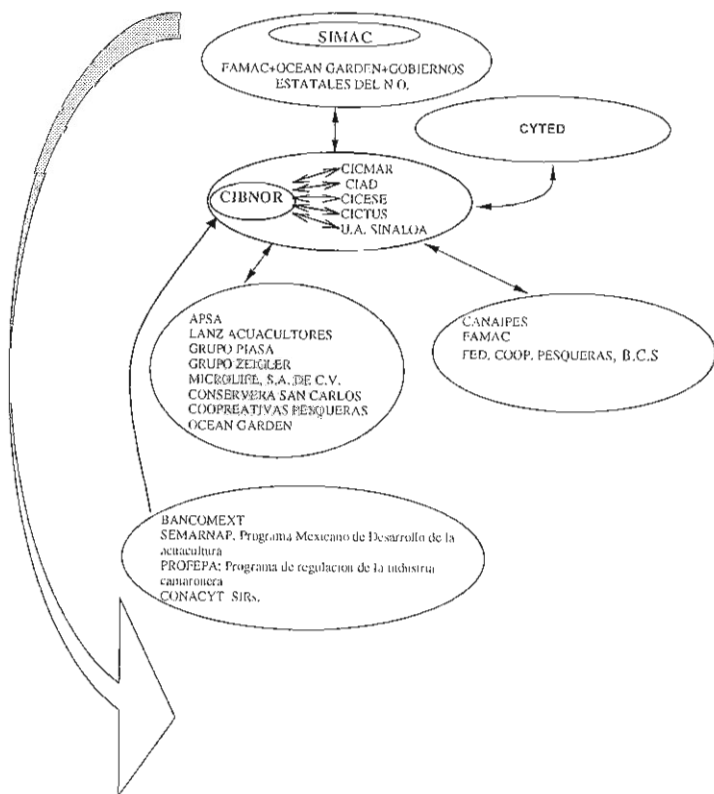 SIMAC
FAMAC+OCEAN GARDEN+GOBIERNOS
ESTATALES DEL N O.
CYTED
CIBNOR
CICMAR
CIAD
CICESE
CICTUS
U.A. SINALOA
APSA
LANZ ACUACULTORES
GRUPO PIASA
GRUPO ZEIGLER
MICROLIFE, S.A. DE C.V.
CONSERVERA SAN CARLOS
COOPREATIVAS PESQUERAS
OCEAN GARDEN
CANAIPES
FAMAC
FED. COOP. PESQUERAS, B.C.S
BANCOMEXT
SEMARNAP, Programa Mexicano de Desarrollo de la
acuacultura
PROFEPA; Programa de regulacion de la industria
camaronera
CONACYT SIRs.